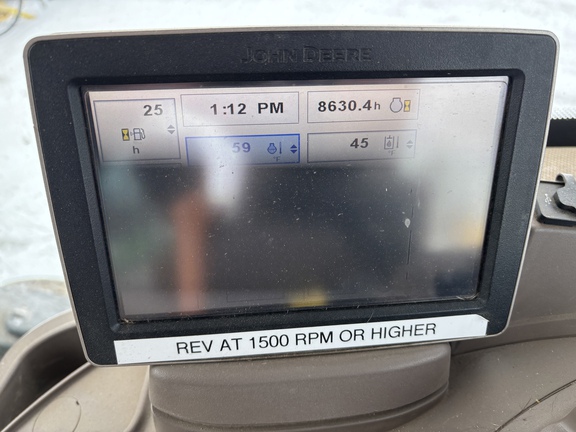 JOHN DEERE
25 1:12 PM 8630.4h
h 59 °F 45 °F
REV AT 1500 RPM OR HIGHER